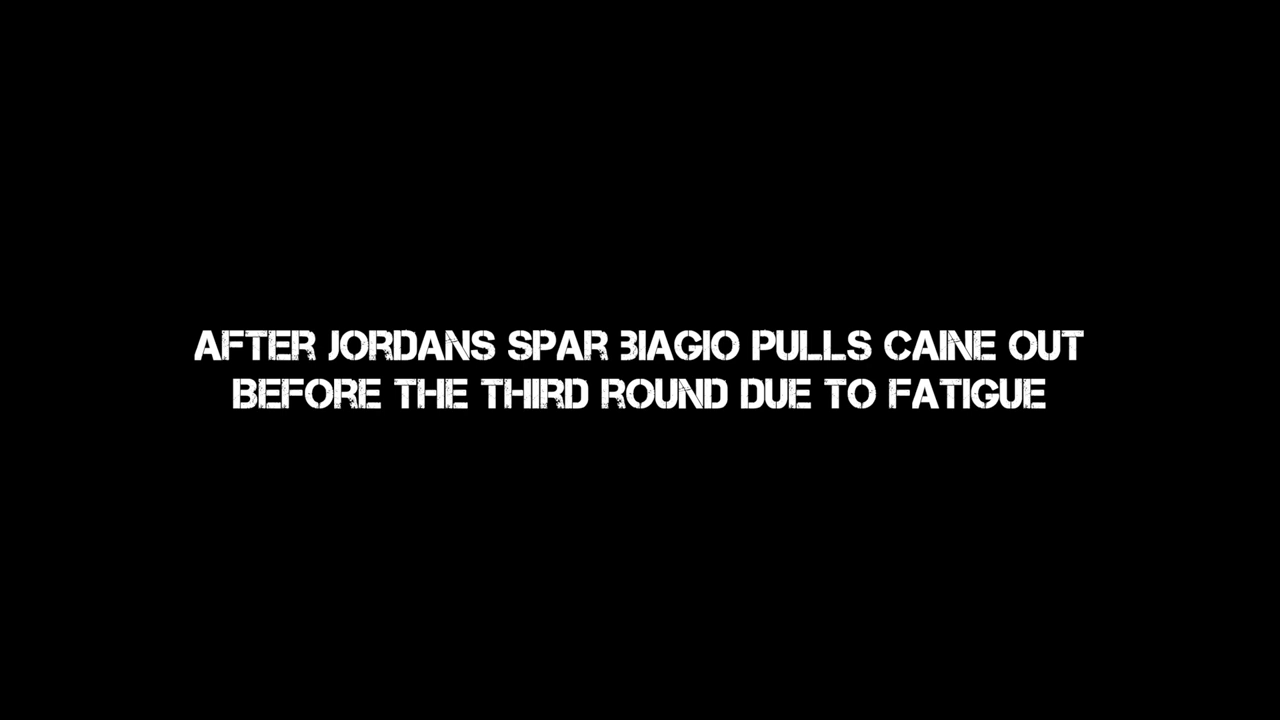 AFTER JORDANS SPAR BIAGIO PULLS CAINE OUT
BEFORE THE THIRD ROUND DUE TO FATIGUE